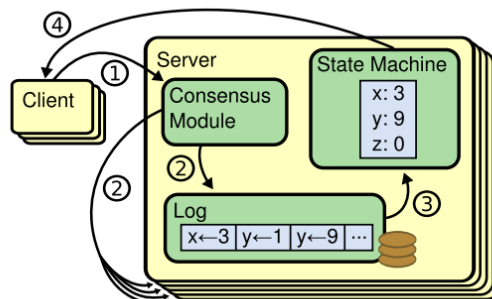 ④
①
Server
State Machine
Client
Consensus
Module
x: 3
y: 9
z: 0
②
②
③
Log
x←3 y←1 y←9 ...